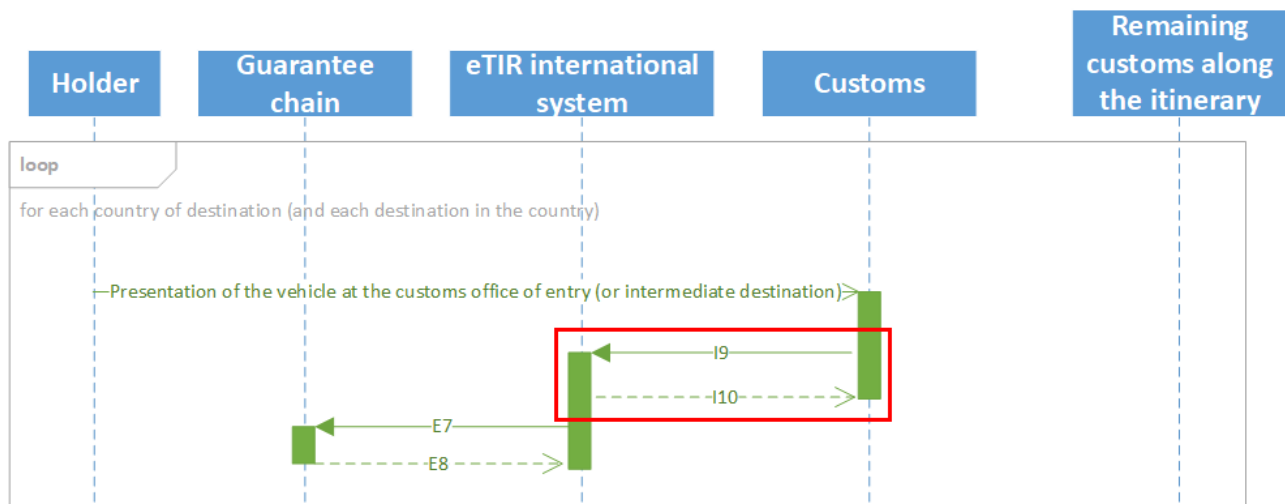 Holder
Guarantee
chain
eTIR international
system
Customs
Remaining
customs along
the itinerary
loop
for each country of destination (and each destination in the country)
Presentation of the vehicle at the customs office of entry (or intermediate destination)
I9
I10
E7
E8